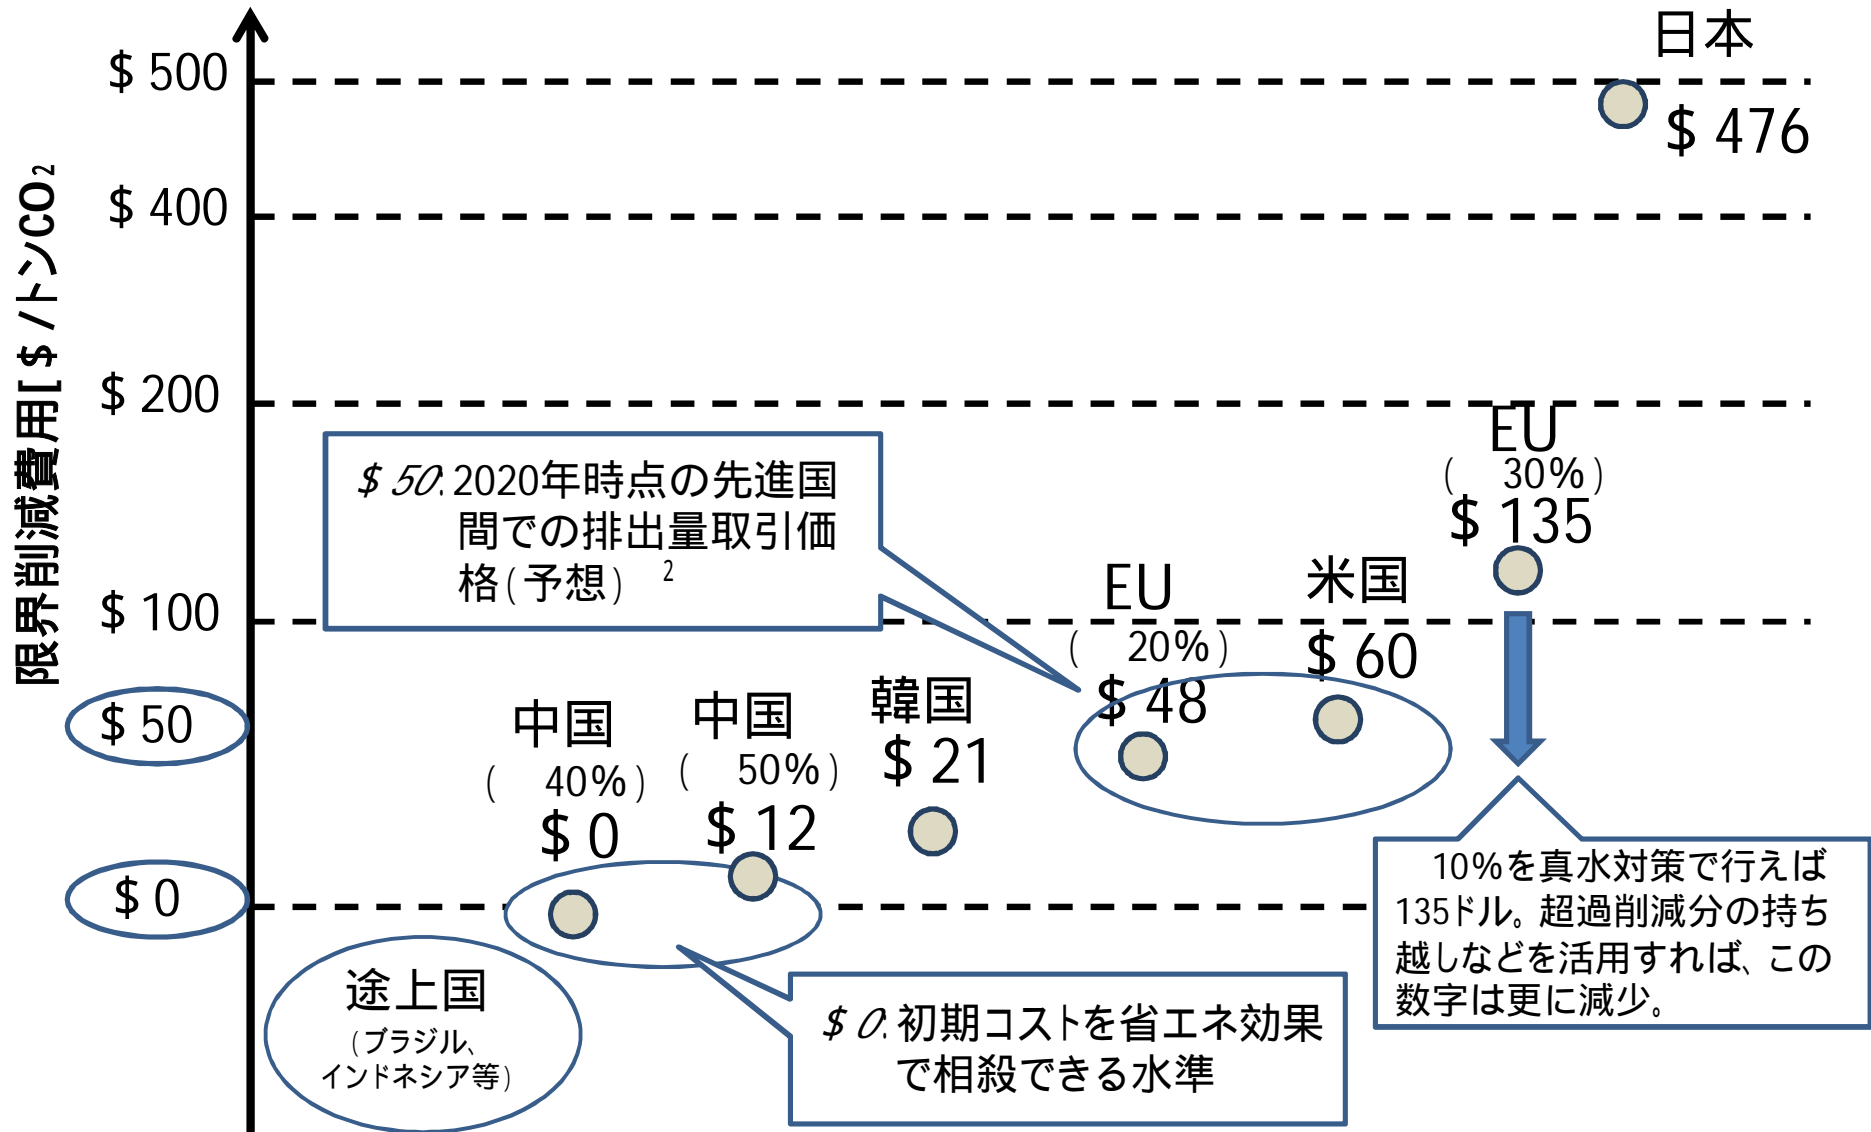 限界削減費用[$/トンCO2
$500
$400
$200
$100
$50
$0
日本
$476
EU
( 30%)
$135
米国
$60
EU
( 20%)
$48
韓国
$21
中国
( 50%)
$12
中国
( 40%)
$0
$50:2020年時点の先進国
間での排出量取引価
格(予想) 2
10%を真水対策で行えば
135ドル。超過削減分の持ち
越しなどを活用すれば、この
数字は更に減少。
途上国
(ブラジル、
インドネシア等)
$0:初期コストを省エネ効果
で相殺できる水準